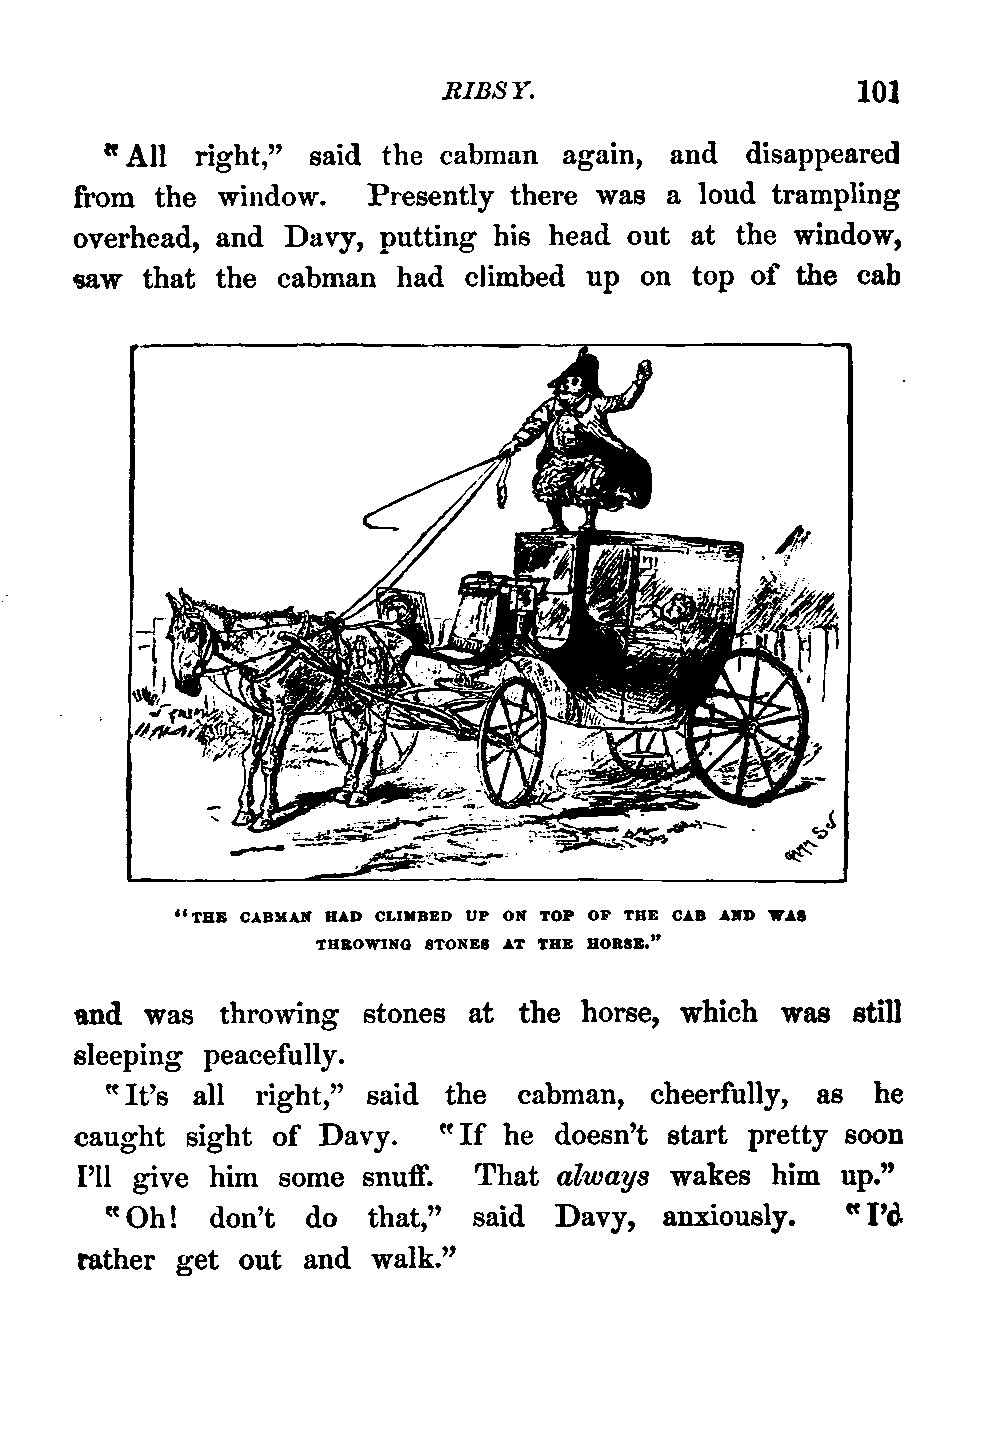 RIBSY. 101
"All right," said the cabman again, and disappeared
from the window. Presently there was a loud trampling
overhead, and Davy, putting his head out at the window,
saw that the cabman had climbed up on top of the cab
"THE CABMAN HAD CLIMBED UP ON TOP OF THE CAB AND WAS
THROWING STONES AT THE HORSE."
and was throwing stones at the horse, which was still
sleeping peacefully.
"It's all right," said the cabman, cheerfully, as he
caught sight of Davy. "If he doesn't start pretty soon
I'll give him some snuff. That always wakes him up."
"Oh! don't do that," said Davy, anxiously. "I'd
rather get out and walk."